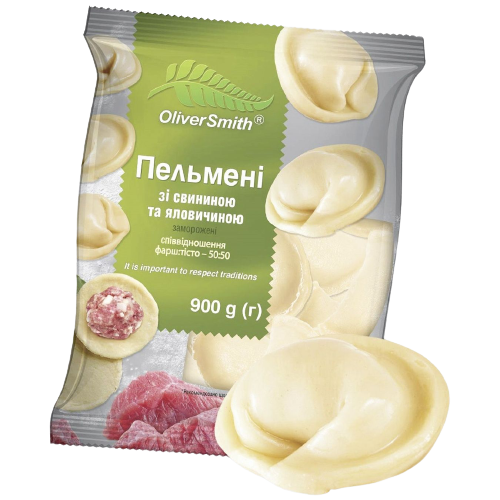 OliverSmith®
Пельмені
зі свининою
та яловичиною
заморожені
співвідношення
фарш:тісто – 50:50
It is important to respect traditions
900 g (г)